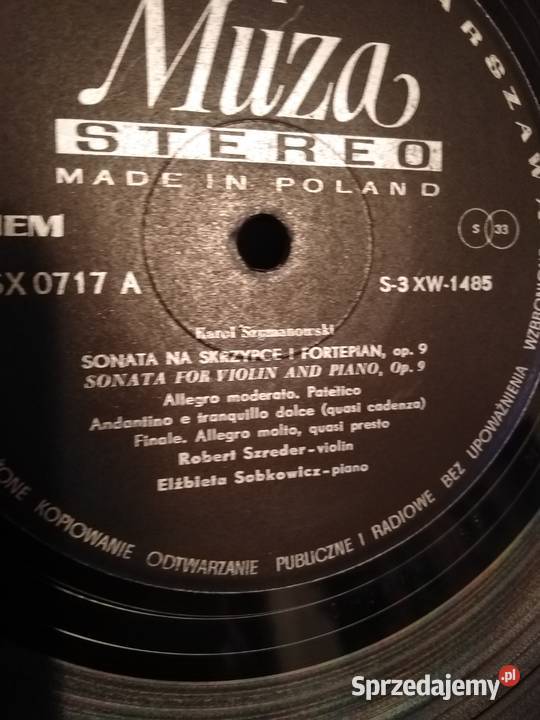 Muza
STEREO
MADE IN POLAND
SX 0717 A
S-3 XW-1485
S 33
Karol Szymanowski
SONATA NA SKRZYPCE I FORTEPIAN, op. 9
SONATA FOR VIOLIN AND PIANO, Op. 9
Allegro moderato. Patetico
Andantino e tranquillo dolce (quasi cadenza)
Finale. Allegro molto, quasi presto
Robert Szreder-violin
Elżbieta Sobkowicz-piano
KOPIOWANIE ODTWARZANIE PUBLICZNE I RADIOWE BEZ UPOWAŻNIENIA
Sprzedajemy.pl